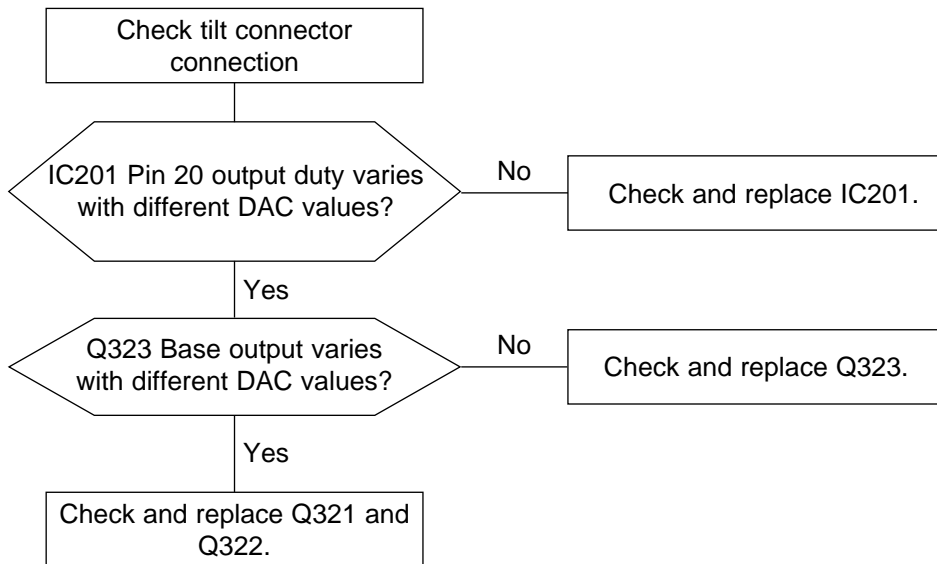 Check tilt connector
connection
IC201 Pin 20 output duty varies
with different DAC values?
No
Check and replace IC201.
Yes
Q323 Base output varies
with different DAC values?
No
Check and replace Q323.
Yes
Check and replace Q321 and
Q322.